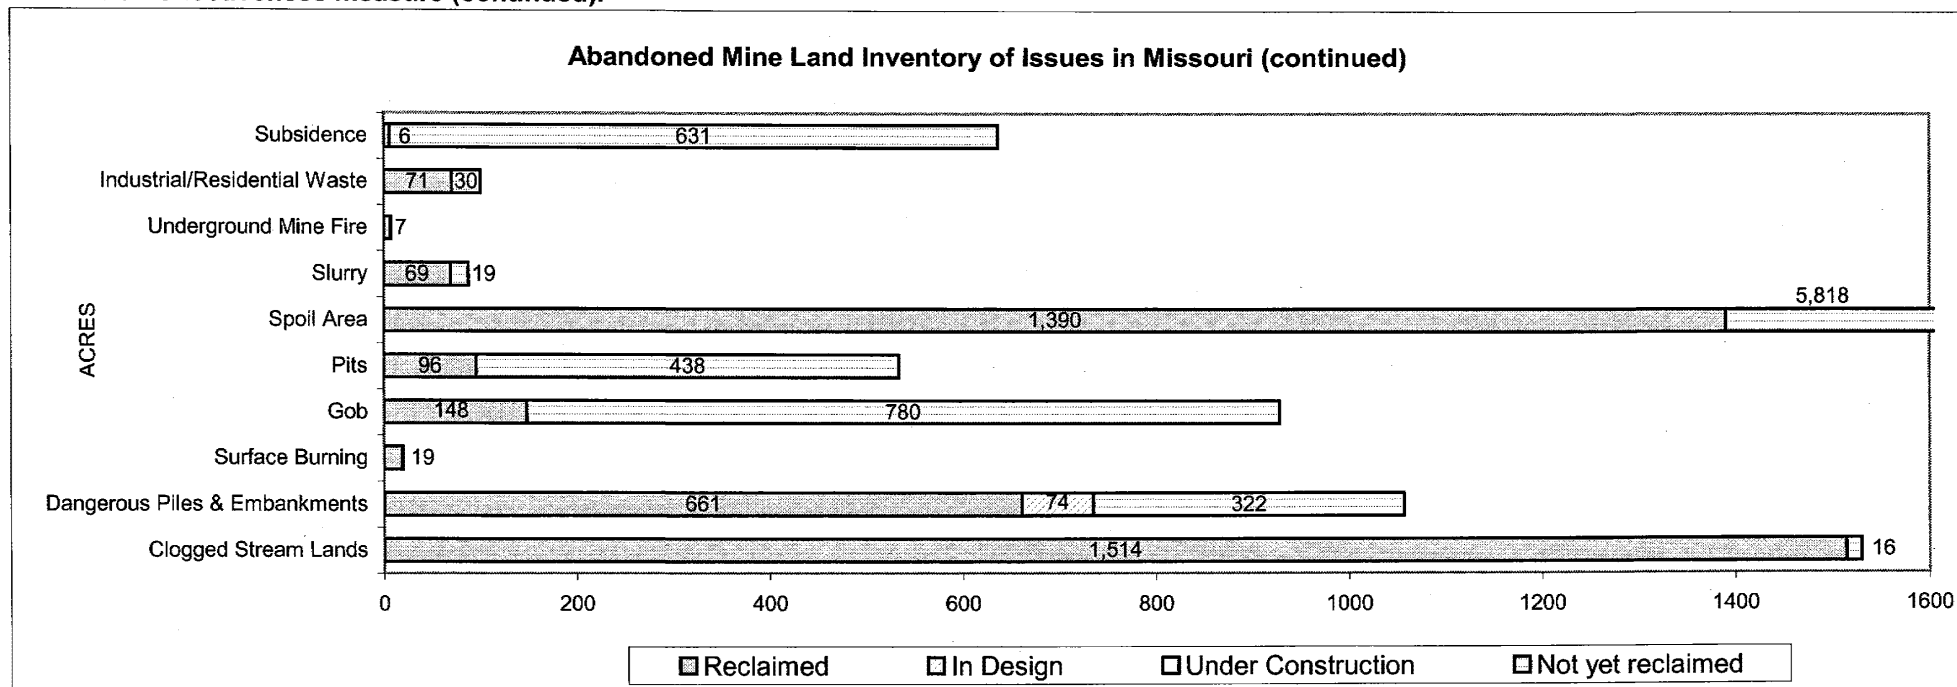 Measure (continued).
Abandoned Mine Land Inventory of Issues in Missouri (continued)
ACRES
Subsidence 6 631
Industrial/Residential Waste 71 30
Underground Mine Fire 7
Slurry 69 19
5,818
Spoil Area 1,390
Pits 96 438
Gob 148 780
Surface Burning 19
Dangerous Piles & Embankments 661 74 322
Clogged Stream Lands 1,514 16
0 200 400 600 800 1000 1200 1400 1600
Reclaimed In Design Under Construction Not yet reclaimed